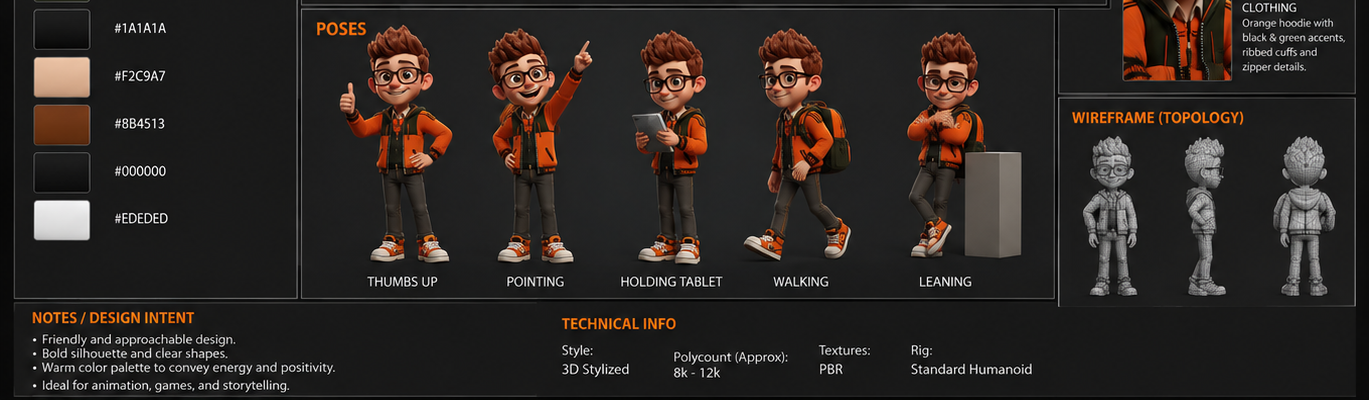 #1A1A1A
#F2C9A7
#8B4513
#000000
#EDEDED
POSES
THUMBS UP
POINTING
HOLDING TABLET
WALKING
LEANING
CLOTHING
Orange hoodie with
black & green accents,
ribbed cuffs and
zipper details.
WIREFRAME (TOPOLOGY)
NOTES / DESIGN INTENT
• Friendly and approachable design.
• Bold silhouette and clear shapes.
• Warm color palette to convey energy and positivity.
• Ideal for animation, games, and storytelling.
TECHNICAL INFO
Style:
3D Stylized
Polycount (Approx):
8k - 12k
Textures:
PBR
Rig:
Standard Humanoid